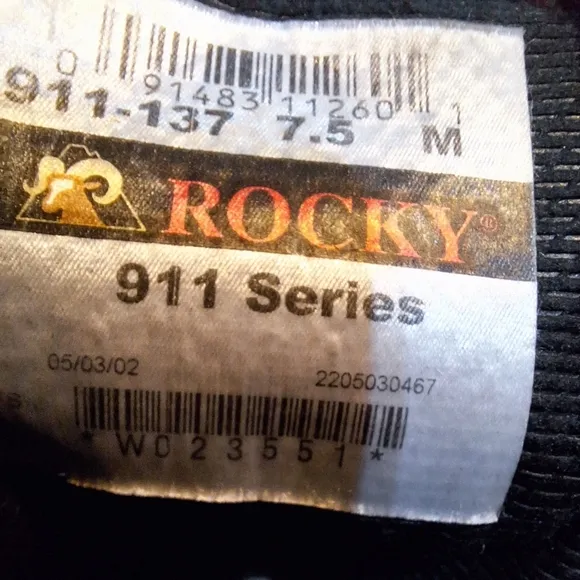 0 91483 11260 1
911-137 7.5 M
ROCKY®
911 Series
05/03/02 2205030467
*W023551*